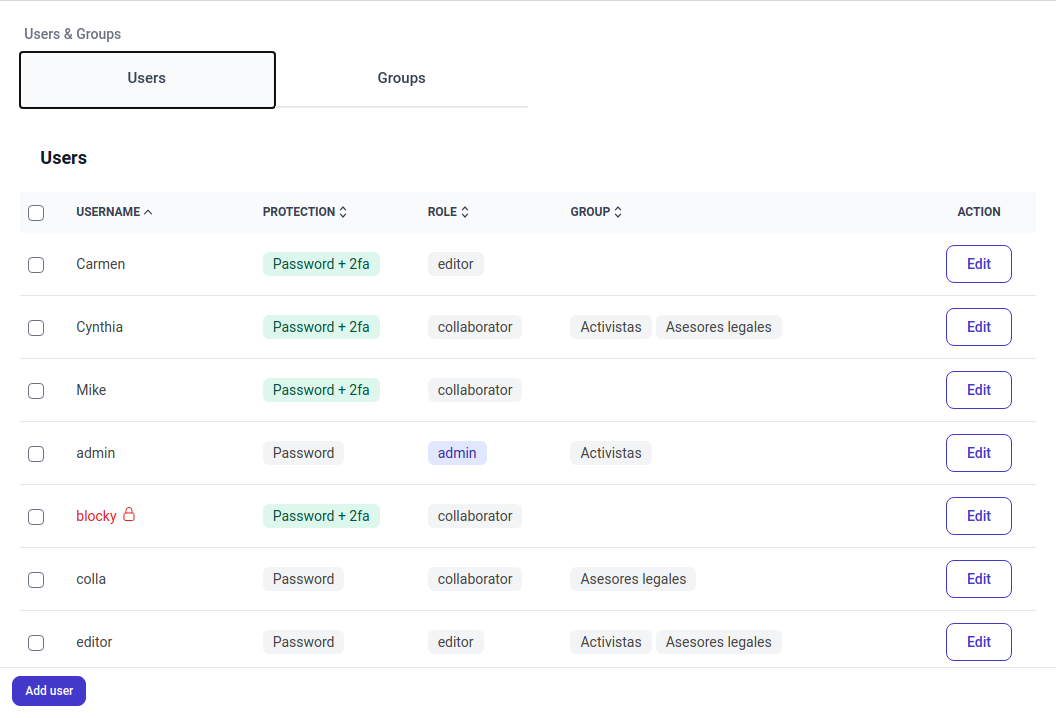 Users & Groups
Users Groups
Users
USERNAME PROTECTION ROLE GROUP ACTION
Carmen Password + 2fa editor Edit
Cynthia Password + 2fa collaborator Activistas Asesores legales Edit
Mike Password + 2fa collaborator Edit
admin Password admin Activistas Edit
blocky Password + 2fa collaborator Edit
colla Password collaborator Asesores legales Edit
editor Password editor Activistas Asesores legales Edit
Add user